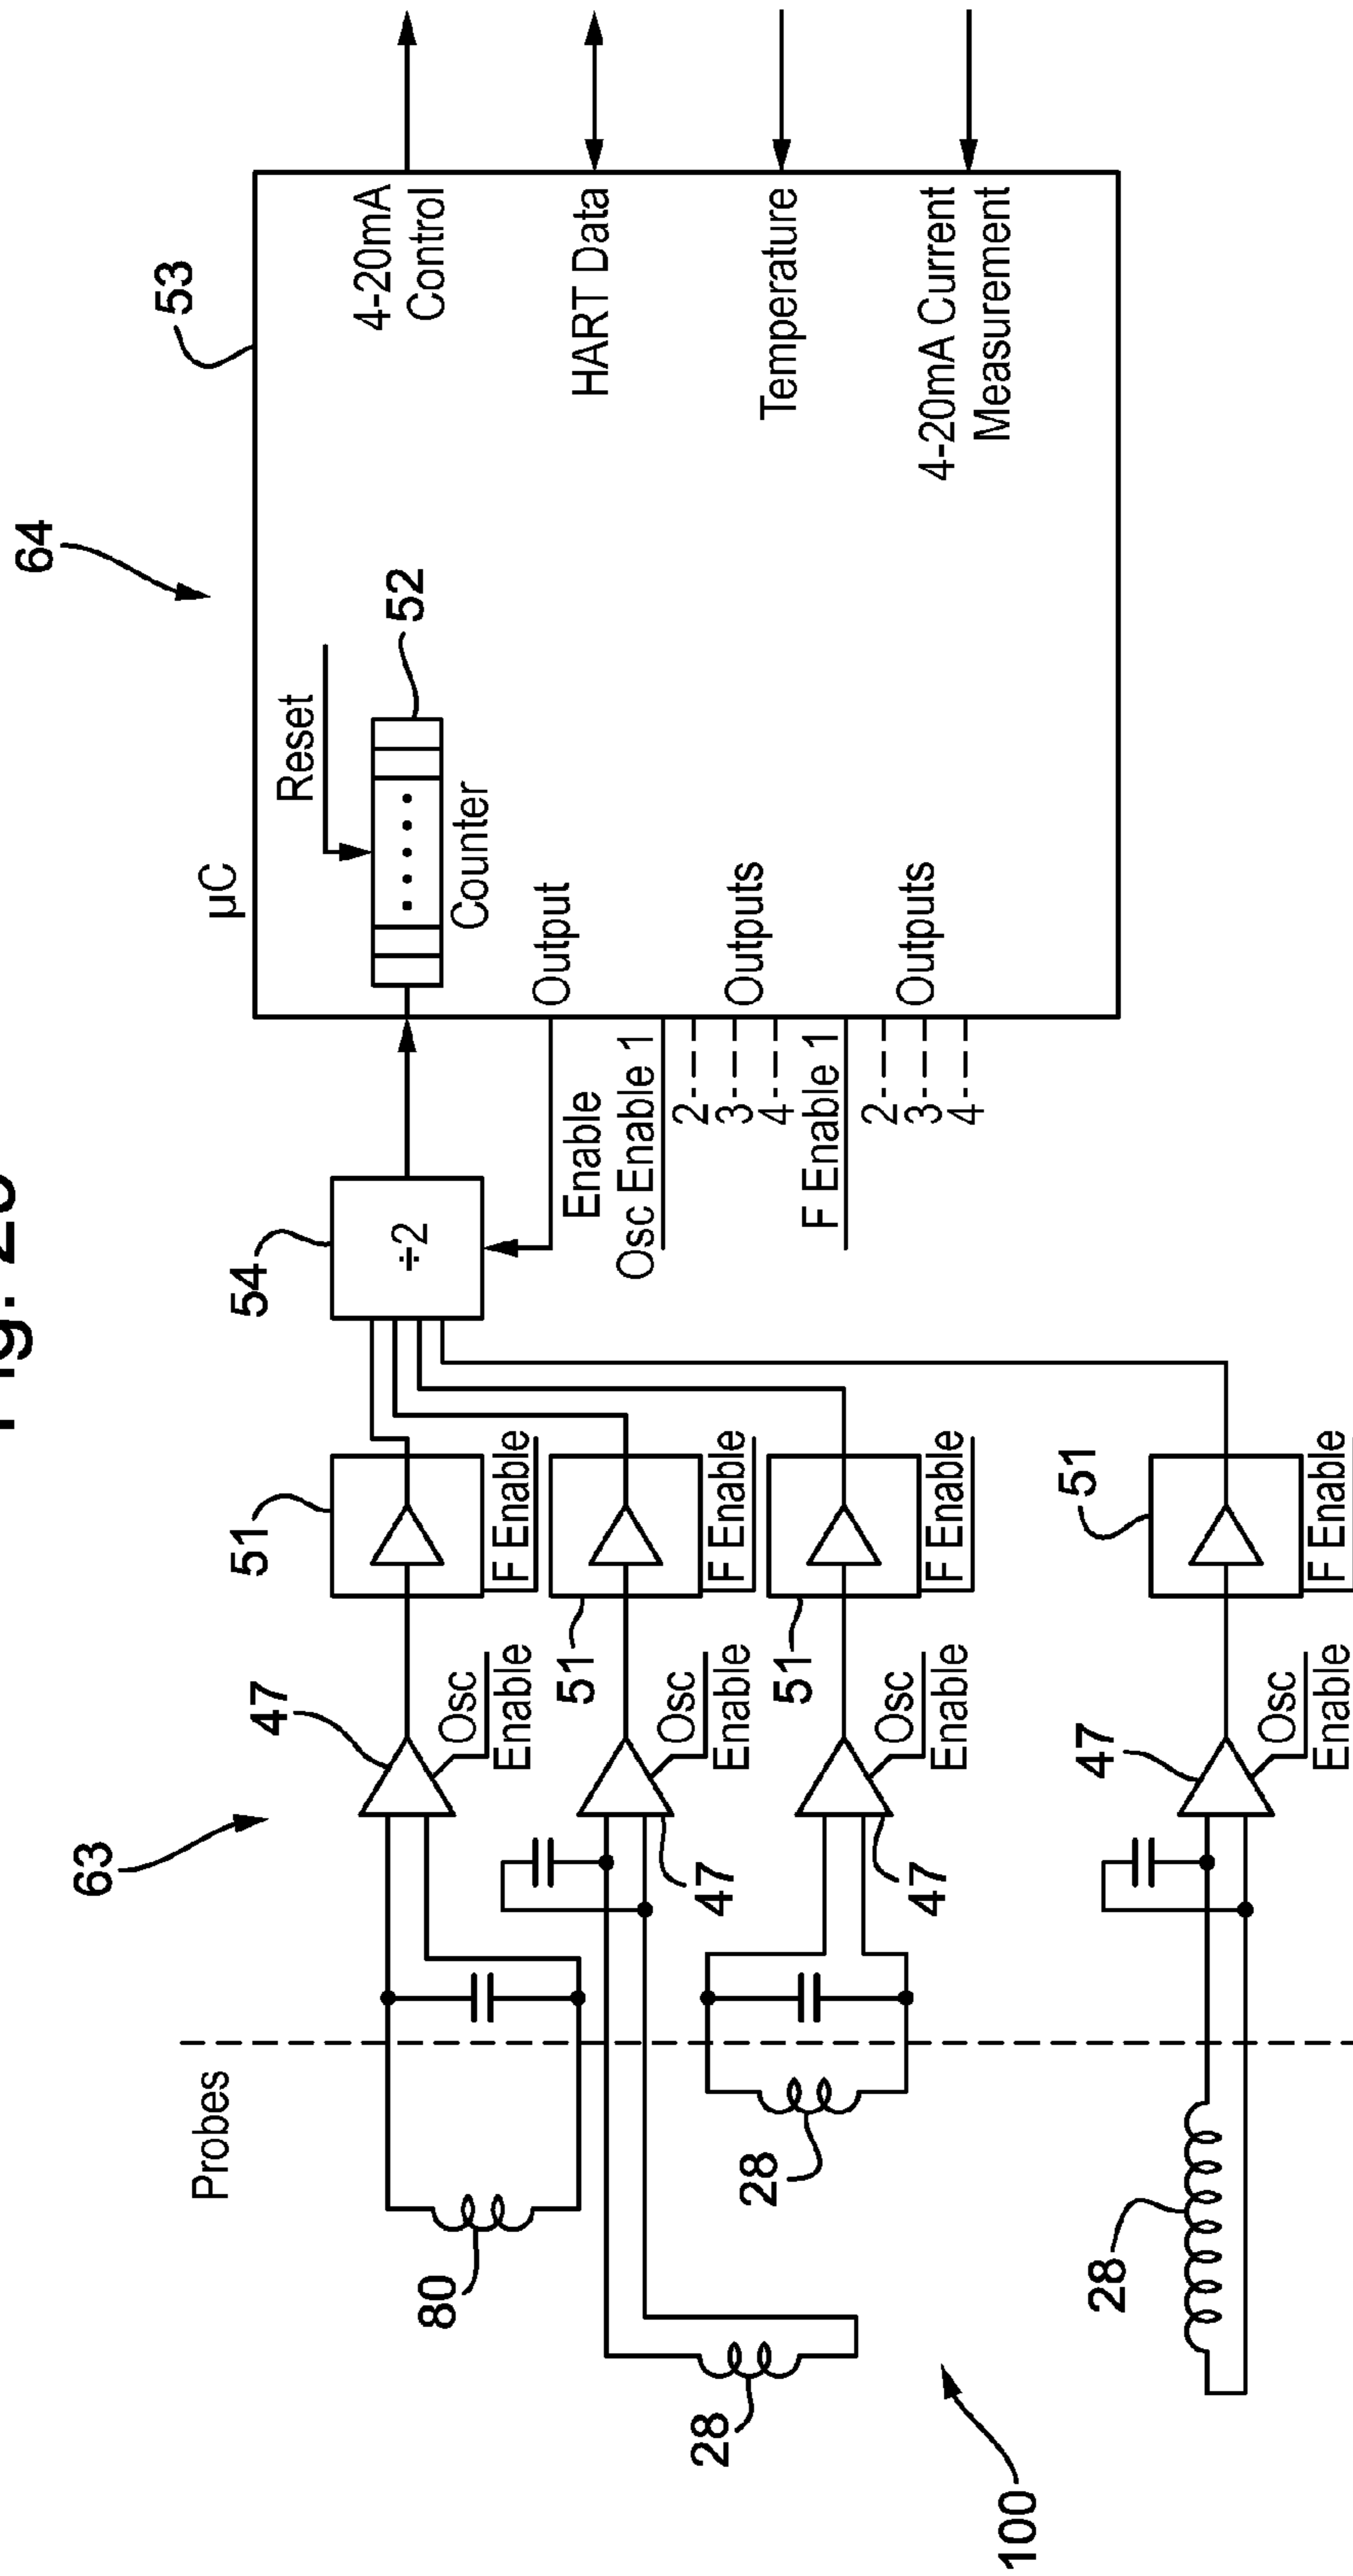 Fig.
64
63
53
µC
Probes
Reset
4-20mA
Control
54
51
47
52
÷2
Counter
80
Osc
Enable
F Enable
Output
HART Data
Enable
51
Osc Enable 1
28
47
Osc
Enable
F Enable
2
3
4
Outputs
Temperature
28
51
F Enable 1
47
Osc
Enable
F Enable
2
3
4
Outputs
4-20mA Current
Measurement
100
28
47
51
Osc
Enable
F Enable